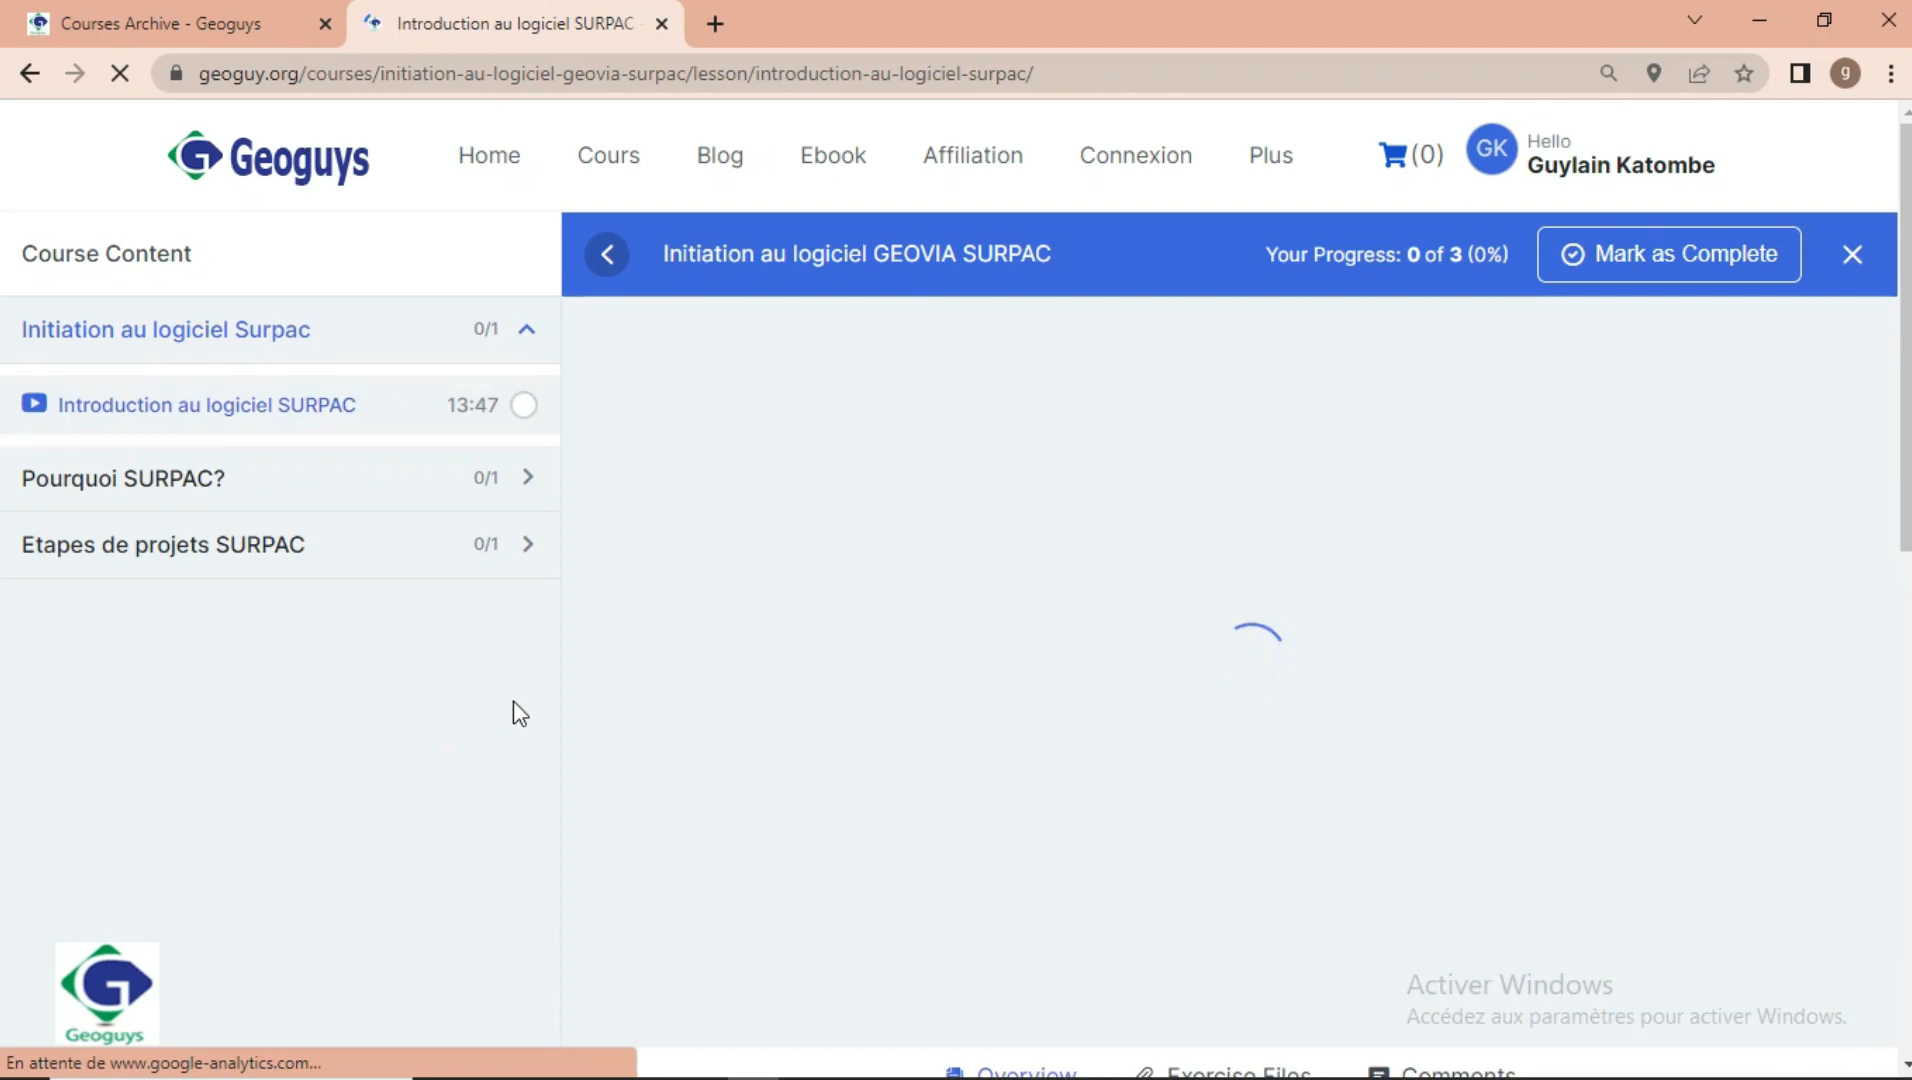 Courses Archive - Geoguys
Introduction au logiciel SURPAC
geoguy.org/courses/initiation-au-logiciel-geovia-surpac/lesson/introduction-au-logiciel-surpac/
g
Geoguys
Home
Cours
Blog
Ebook
Affiliation
Connexion
Plus
(0)
GK
Hello
Guylain Katombe
Course Content
Initiation au logiciel GEOVIA SURPAC
Your Progress: 0 of 3 (0%)
Mark as Complete
Initiation au logiciel Surpac
0/1
Introduction au logiciel SURPAC
13:47
Pourquoi SURPAC?
0/1
Etapes de projets SURPAC
0/1
Geoguys
Activer Windows
Accédez aux paramètres pour activer Windows.
En attente de www.google-analytics.com...
Overview
Exercise Files
Comments